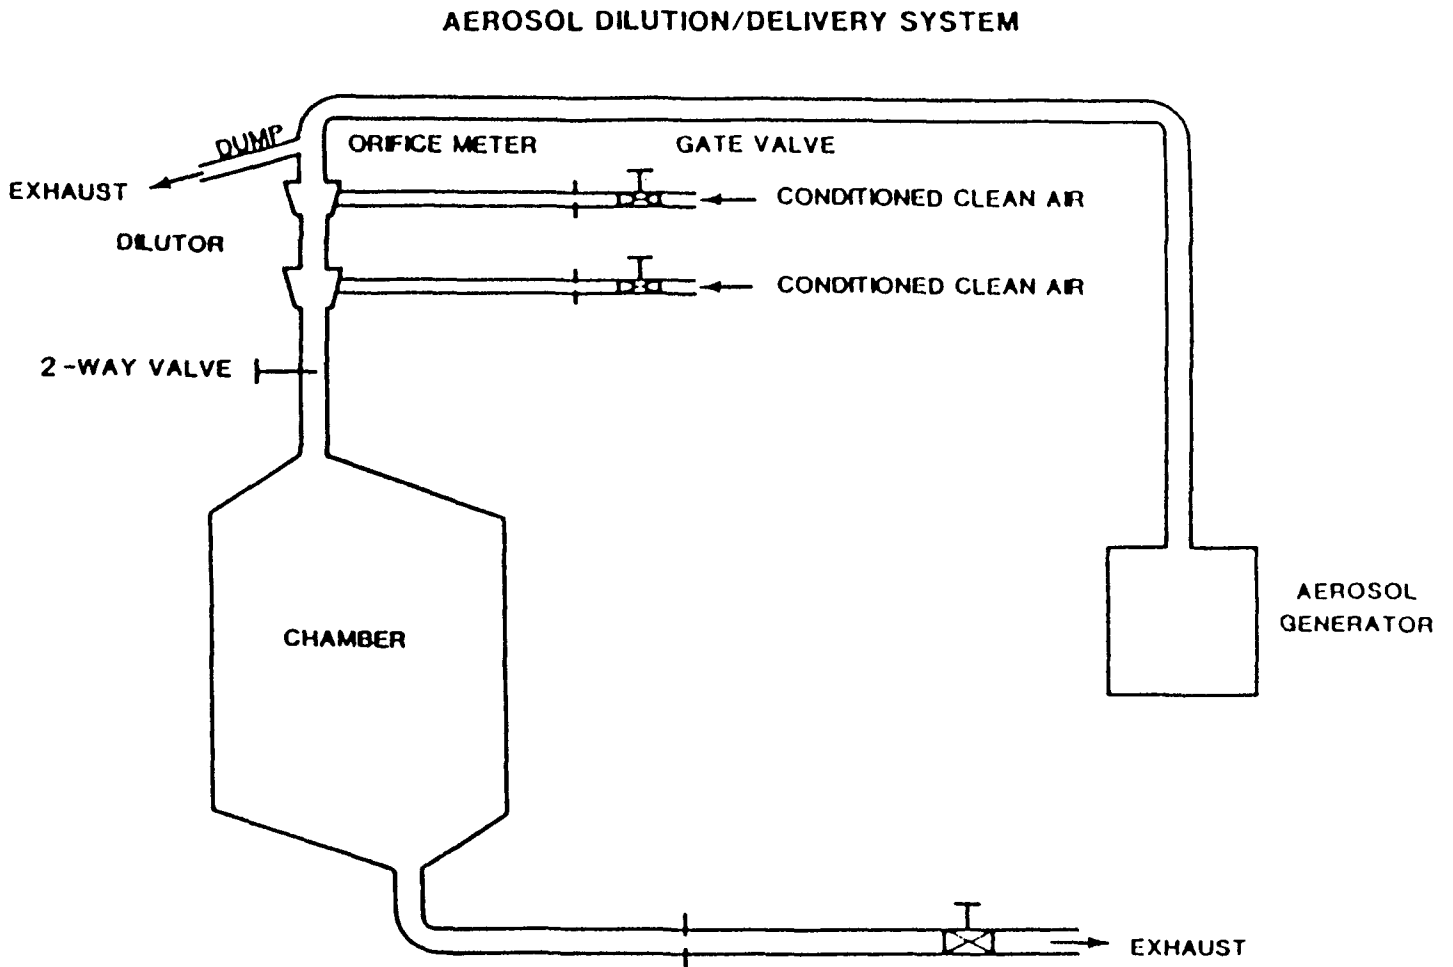 AEROSOL DILUTION/DELIVERY SYSTEM
DUMP
ORIFICE METER
GATE VALVE
EXHAUST
CONDITIONED CLEAN AIR
DILUTOR
CONDITIONED CLEAN AIR
2-WAY VALVE
AEROSOL
GENERATOR
CHAMBER
EXHAUST